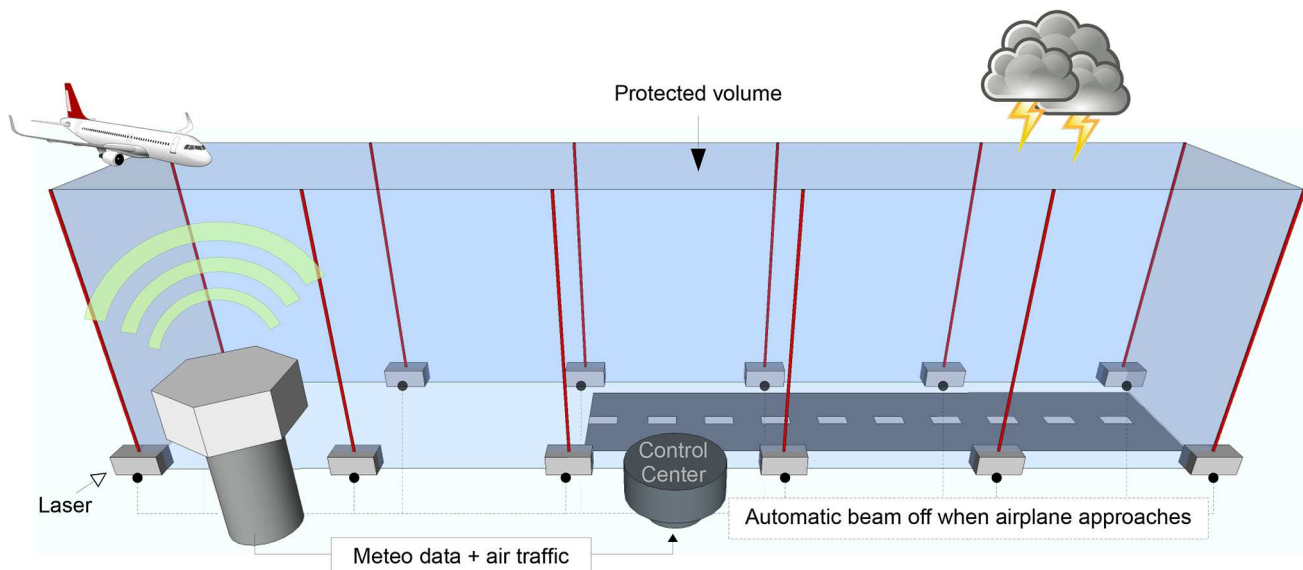 Protected volume
Control
Center
Laser
Automatic beam off when airplane approaches
Meteo data + air traffic